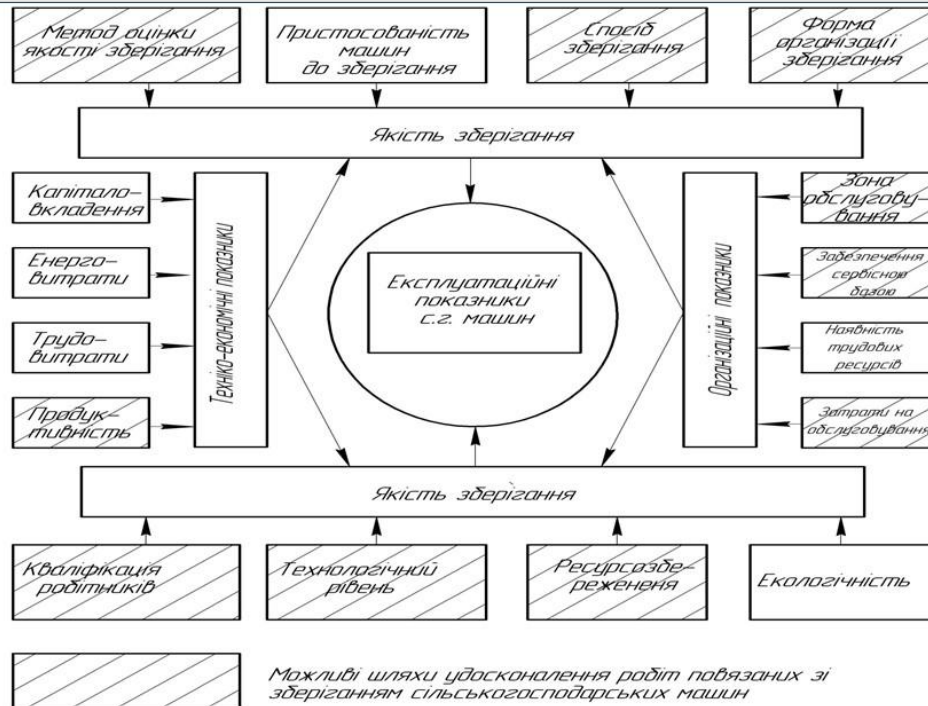 Метод оцінки
якості зберігання
Пристосованість
машин
до зберігання
Спосіб
зберігання
Форма
організації
зберігання
Якість зберігання
Капітало-
вкладення
Енерго-
витрати
Трудо-
витрати
Продук-
тивність
Техніко-економічні показники
Експлуатаційні
показники
с.г. машин
Організаційні показники
Зона
обслугову-
вання
Забезпечення
сервісною
базою
Наявність
трудових
ресурсів
Затрати на
обслуговування
Якість зберігання
Кваліфікація
робітників
Технологічний
рівень
Ресурсозбе-
режененя
Екологічність
Можливі шляхи удосконалення робіт повязаних зі
зберіганням сільськогосподарських машин